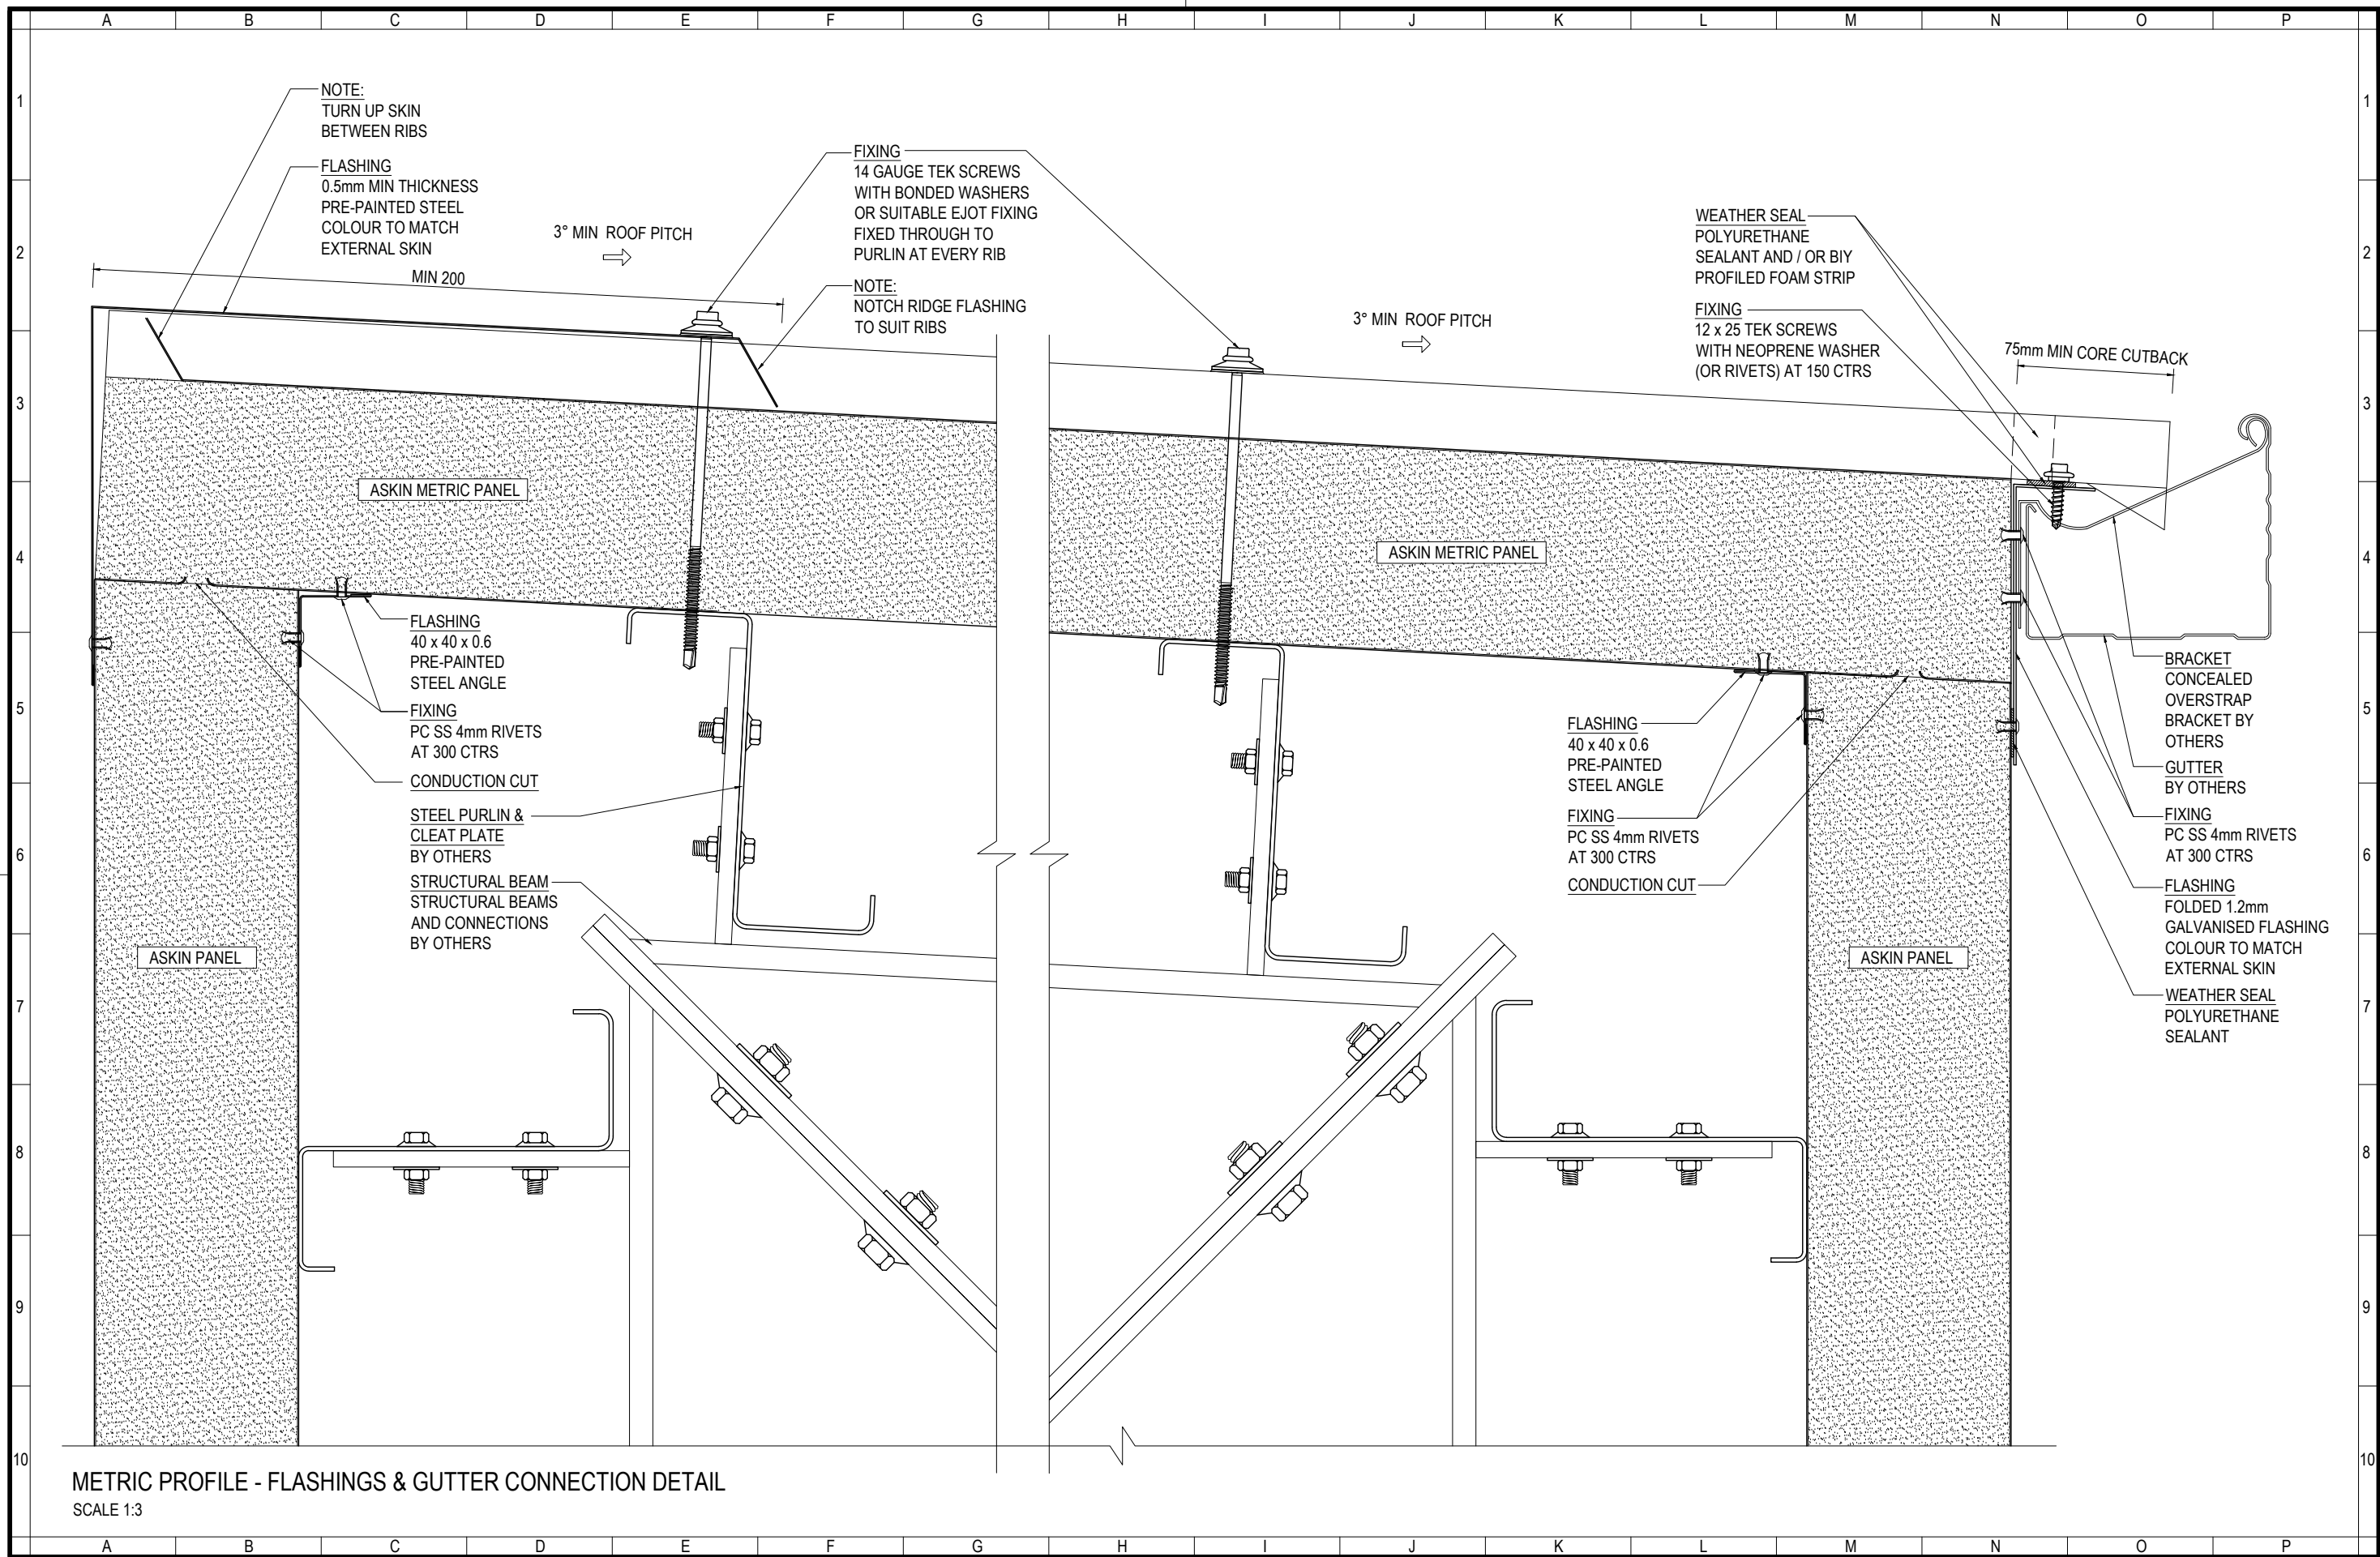 A B C D E F G H I J K L M N O P
1
2
3
4
5
6
7
8
9
10
NOTE:
TURN UP SKIN
BETWEEN RIBS
FLASHING
0.5mm MIN THICKNESS
PRE-PAINTED STEEL
COLOUR TO MATCH
EXTERNAL SKIN
MIN 200
3° MIN ROOF PITCH
FIXING
14 GAUGE TEK SCREWS
WITH BONDED WASHERS
OR SUITABLE EJOT FIXING
FIXED THROUGH TO
PURLIN AT EVERY RIB
NOTE:
NOTCH RIDGE FLASHING
TO SUIT RIBS
3° MIN ROOF PITCH
WEATHER SEAL
POLYURETHANE
SEALANT AND / OR BIY
PROFILED FOAM STRIP
FIXING
12 x 25 TEK SCREWS
WITH NEOPRENE WASHER
(OR RIVETS) AT 150 CTRS
75mm MIN CORE CUTBACK
ASKIN METRIC PANEL
ASKIN METRIC PANEL
FLASHING
40 x 40 x 0.6
PRE-PAINTED
STEEL ANGLE
FIXING
PC SS 4mm RIVETS
AT 300 CTRS
CONDUCTION CUT
STEEL PURLIN &
CLEAT PLATE
BY OTHERS
STRUCTURAL BEAM
STRUCTURAL BEAMS
AND CONNECTIONS
BY OTHERS
ASKIN PANEL
FLASHING
40 x 40 x 0.6
PRE-PAINTED
STEEL ANGLE
FIXING
PC SS 4mm RIVETS
AT 300 CTRS
CONDUCTION CUT
ASKIN PANEL
BRACKET
CONCEALED
OVERSTRAP
BRACKET BY
OTHERS
GUTTER
BY OTHERS
FIXING
PC SS 4mm RIVETS
AT 300 CTRS
FLASHING
FOLDED 1.2mm
GALVANISED FLASHING
COLOUR TO MATCH
EXTERNAL SKIN
WEATHER SEAL
POLYURETHANE
SEALANT
1
2
3
4
5
6
7
8
9
10
METRIC PROFILE - FLASHINGS & GUTTER CONNECTION DETAIL
SCALE 1:3
A B C D E F G H I J K L M N O P